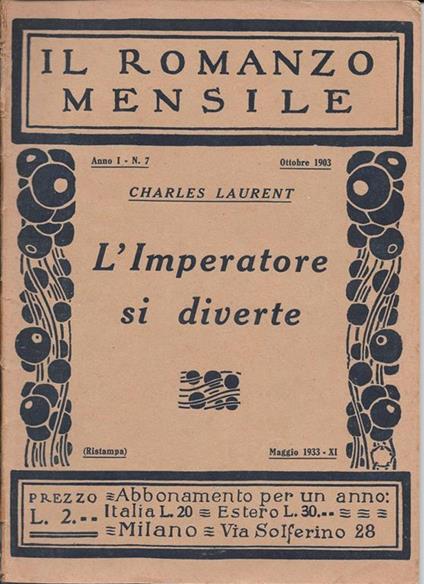 IL ROMANZO
MENSILE
Anno I - N. 7
Ottobre 1903
CHARLES LAURENT
L'Imperatore
si diverte
(Ristampa)
Maggio 1933 - XI
PREZZO
L. 2.--
Abbonamento per un anno:
Italia L. 20 Estero L. 30.--
Milano Via Solferino 28